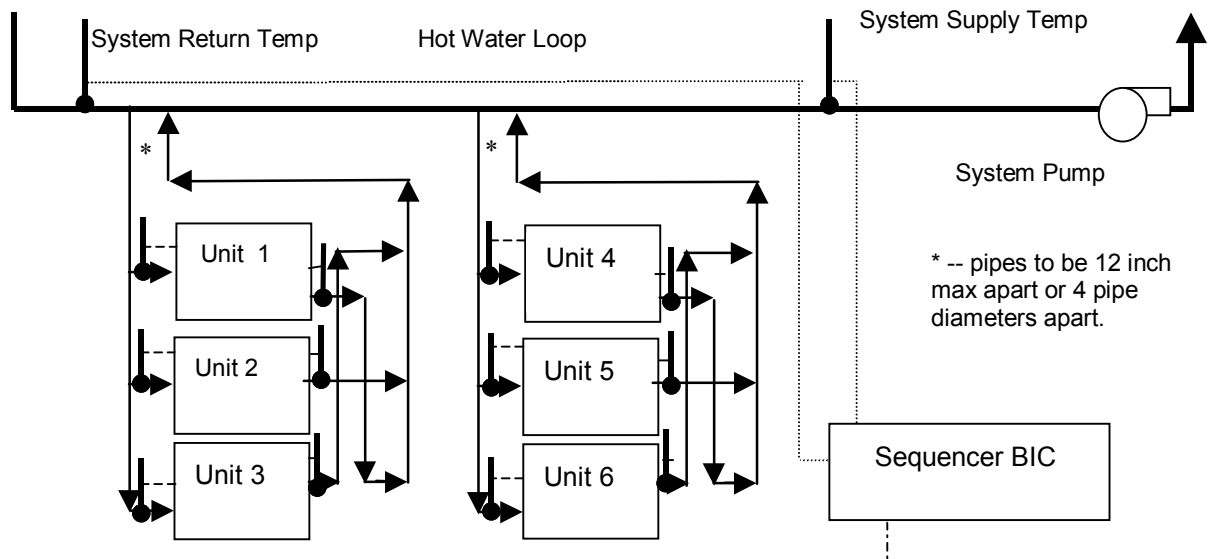 System Return Temp
Hot Water Loop
System Supply Temp
System Pump
*
*
Unit 1
Unit 2
Unit 3
Unit 4
Unit 5
Unit 6
* -- pipes to be 12 inch
max apart or 4 pipe
diameters apart.
Sequencer BIC